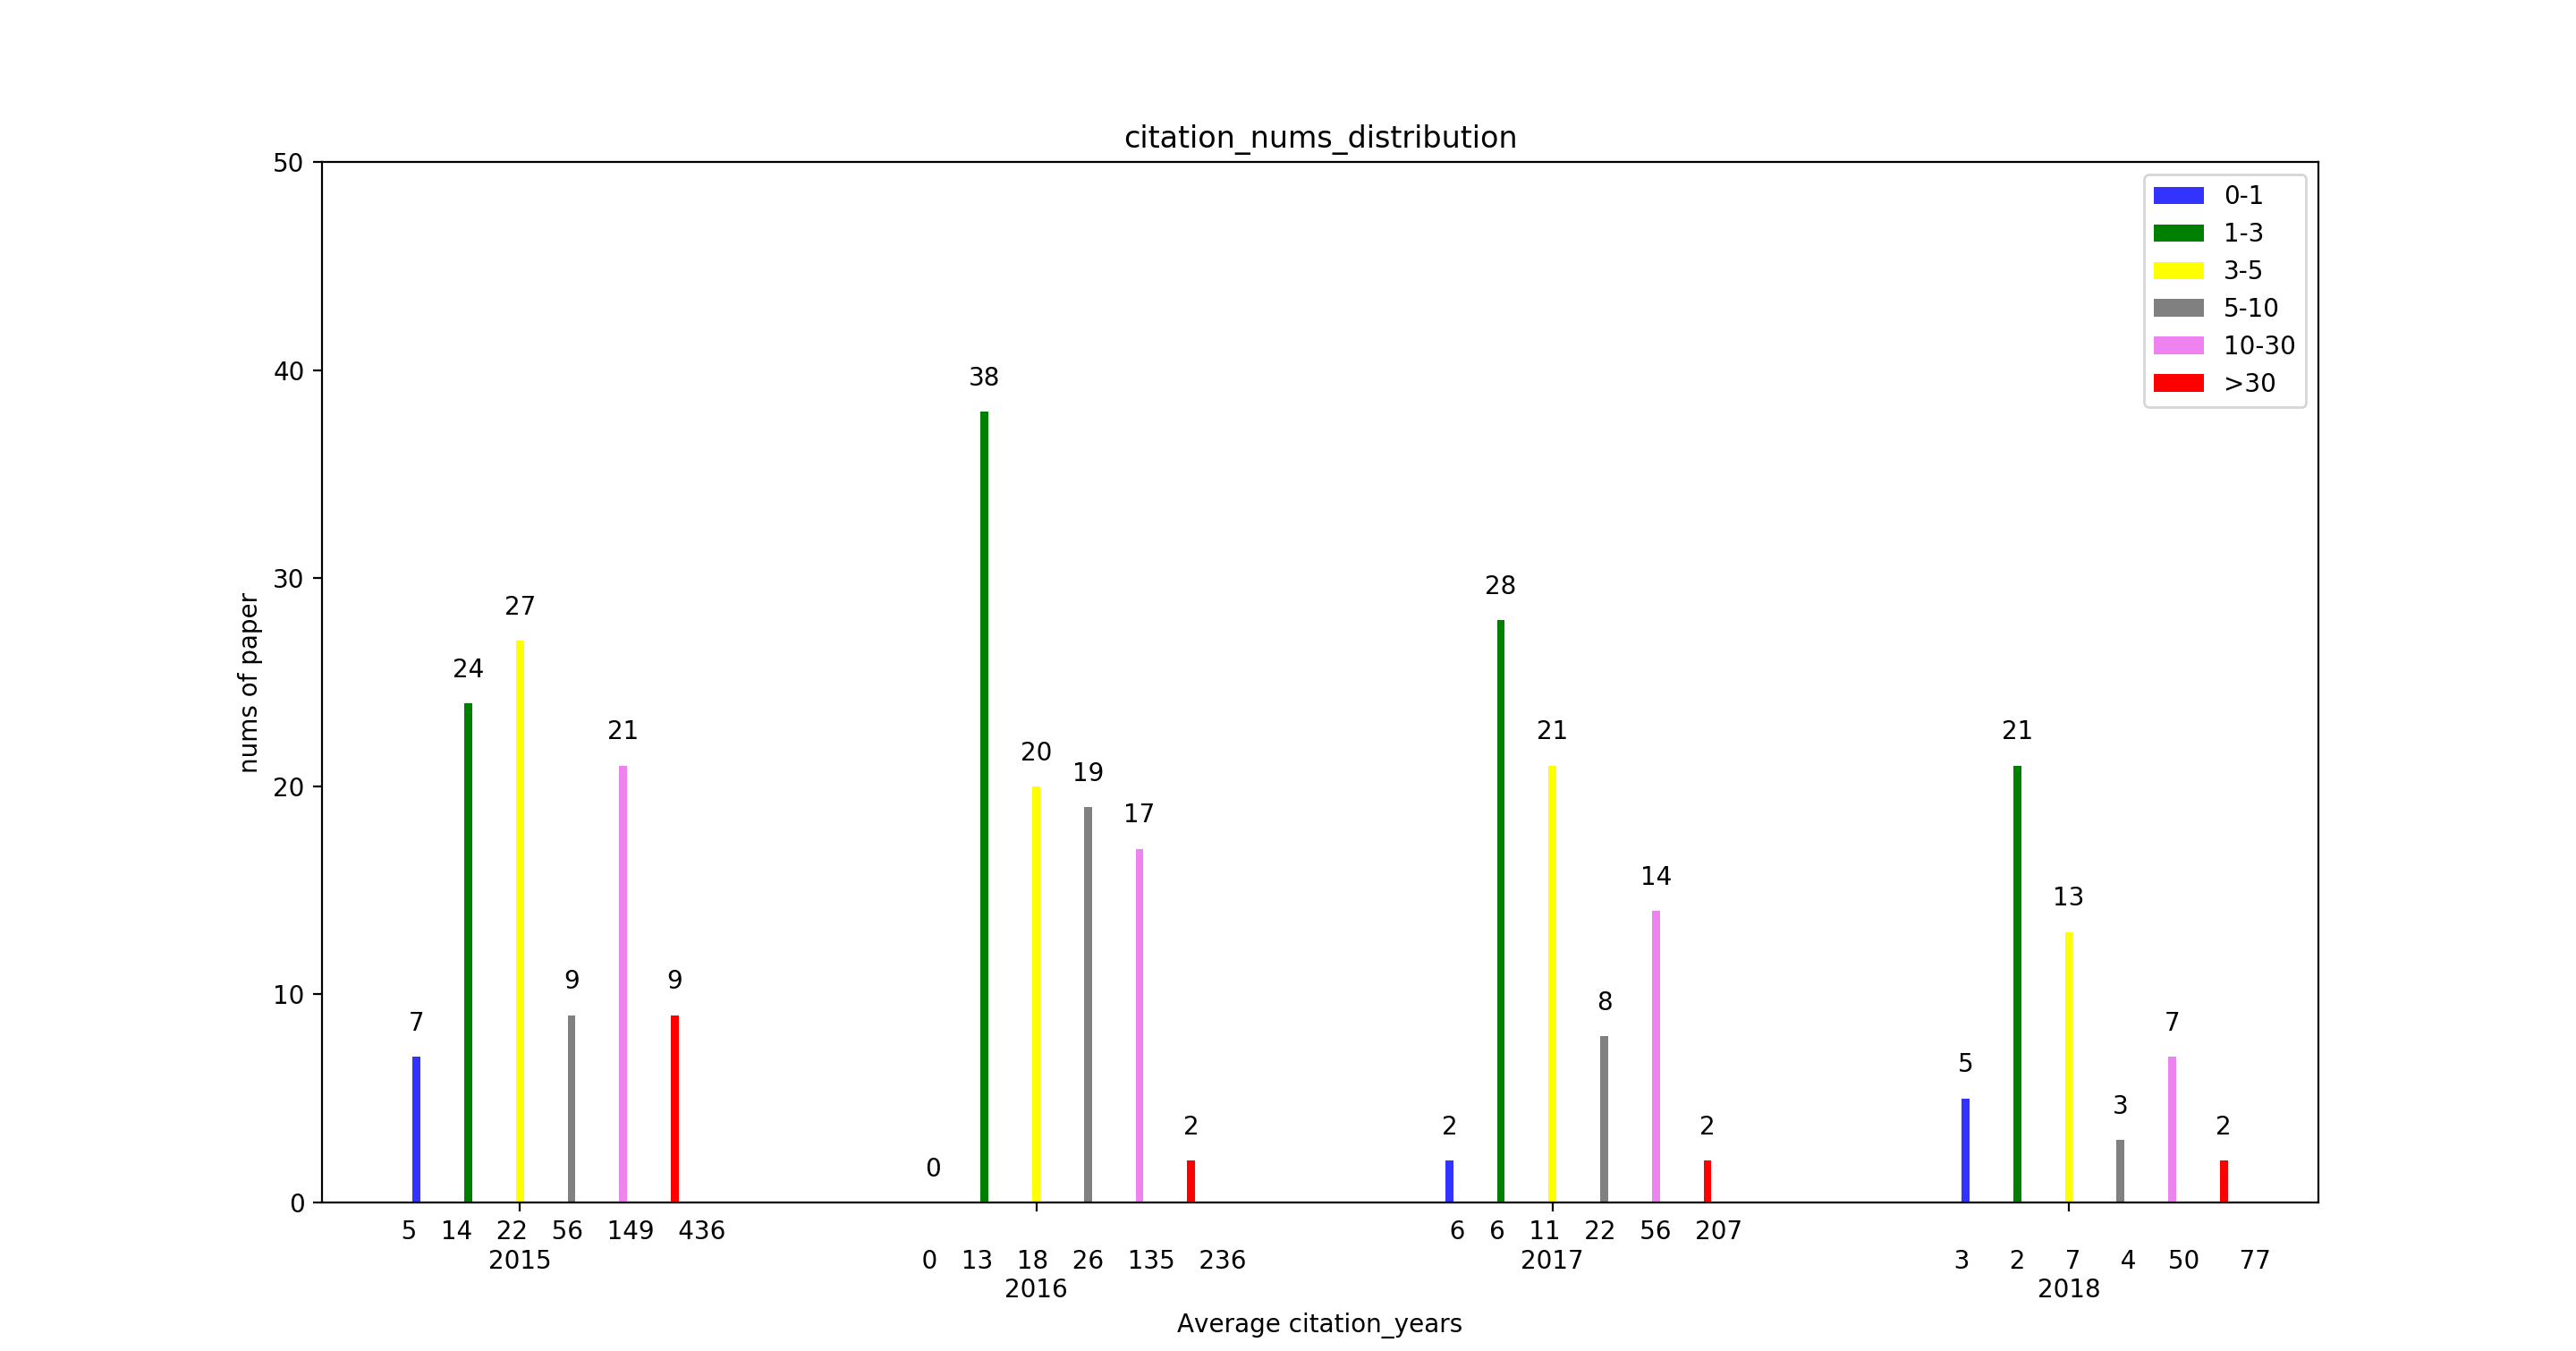 citation_nums_distribution
50
40
30
20
10
0
nums of paper
0-1
1-3
3-5
5-10
10-30
>30
7 24 27 9 21 9
0 38 20 19 17 2
2 28 21 8 14 2
5 21 13 3 7 2
5 14 22 56 149 436
2015
0 13 18 26 135 236
2016
6 6 11 22 56 207
2017
3 2 7 4 50 77
2018
Average citation_years